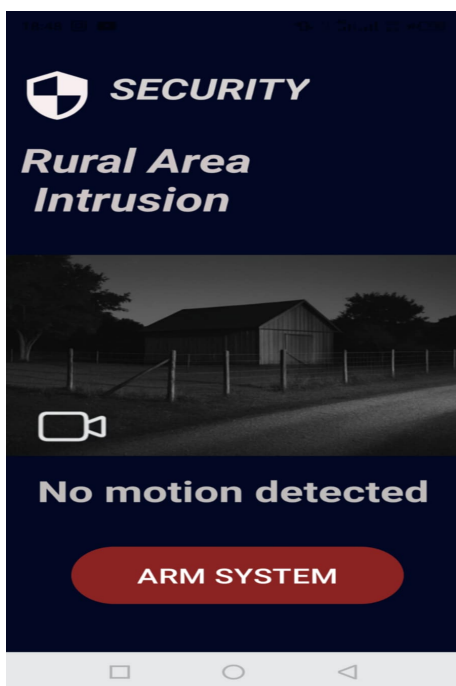 SECURITY
Rural Area
Intrusion
No motion detected
ARM SYSTEM